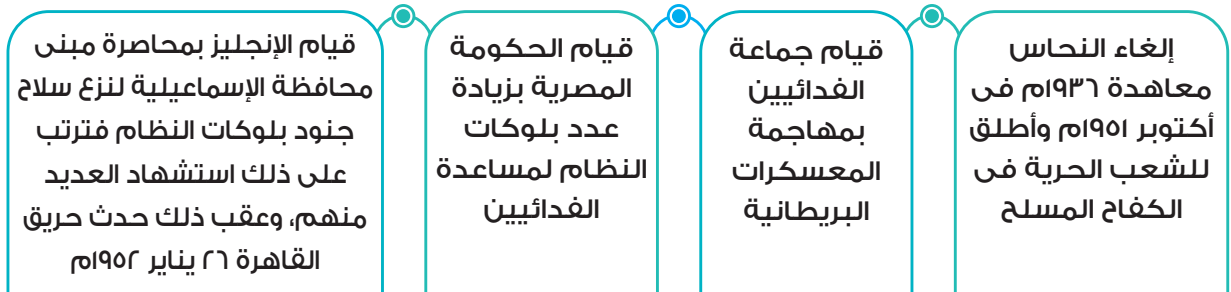 إلغاء النحاس
معاهدة ١٩٣٦م فى
أكتوبر ١٩٥١م وأطلق
للشعب الحرية فى
الكفاح المسلح
قيام جماعة
الفدائيين
بمهاجمة
المعسكرات
البريطانية
قيام الحكومة
المصرية بزيادة
عدد بلوكات
النظام لمساعدة
الفدائيين
قيام الإنجليز بمحاصرة مبنى
محافظة الإسماعيلية لنزع سلاح
جنود بلوكات النظام فترتب
على ذلك استشهاد العديد
منهم، وعقب ذلك حدث حريق
القاهرة ٢٦ يناير ١٩٥٢م